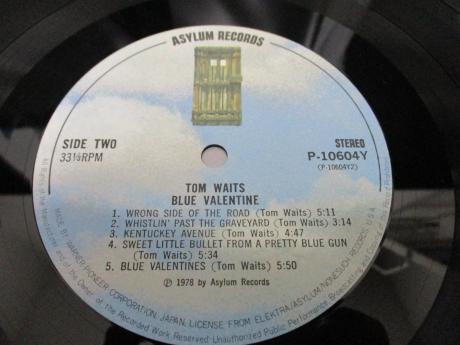 ASYLUM RECORDS
SIDE TWO
33⅓RPM
STEREO
P-10604Y
(P-10604Y2)
TOM WAITS
BLUE VALENTINE
1. WRONG SIDE OF THE ROAD (Tom Waits) 5:11
2. WHISTLIN' PAST THE GRAVEYARD (Tom Waits) 3:14
3. KENTUCKEY AVENUE (Tom Waits) 4:47
4. SWEET LITTLE BULLET FROM A PRETTY BLUE GUN
(Tom Waits) 5:34
5. BLUE VALENTINES (Tom Waits) 5:50
Ⓟ 1978 by Asylum Records
MADE BY WARNER-PIONEER CORPORATION, JAPAN, LICENSE FROM ELEKTRA/ASYLUM/NONESUCH RECORDS, U.S.A.
of the Recorded Work Reserved Unauthorized Public Performance,